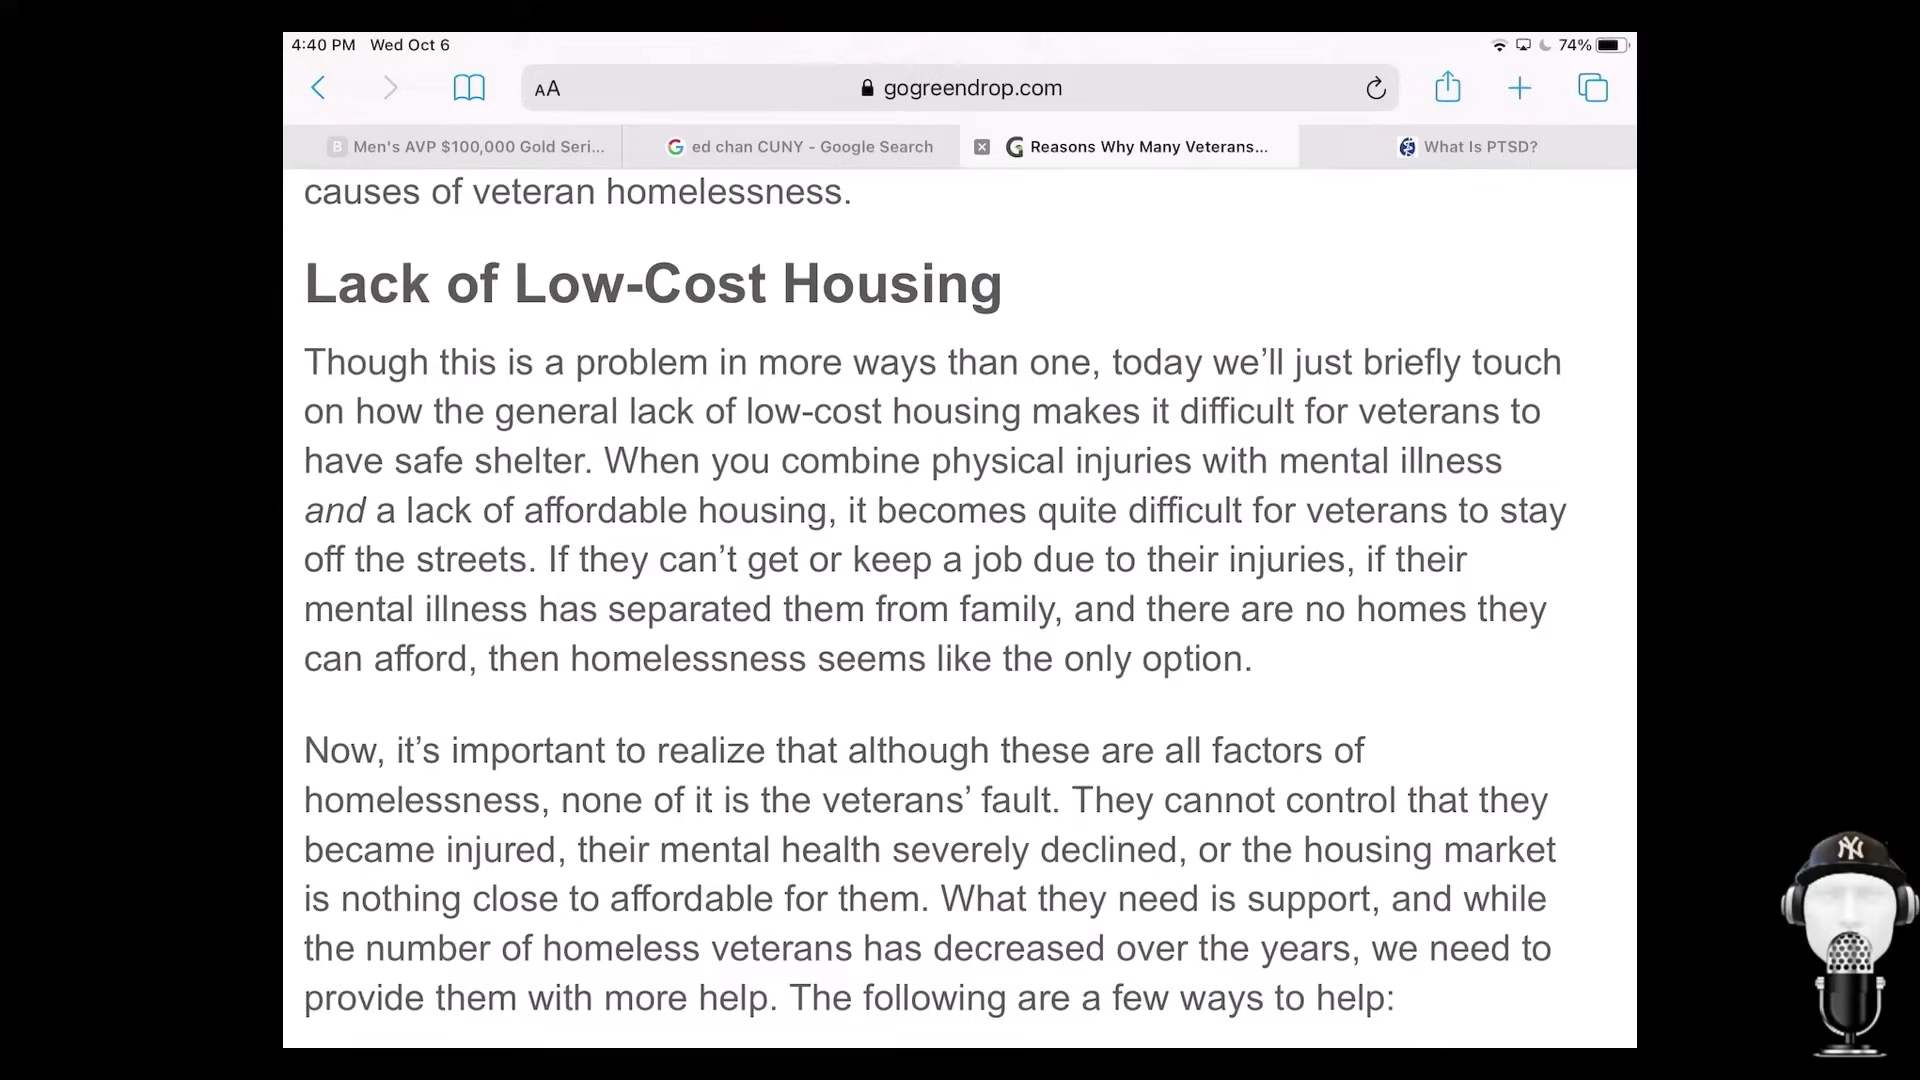 4:40 PM Wed Oct 6
74%
AA
gogreendrop.com
B Men's AVP $100,000 Gold Seri...
G ed chan CUNY - Google Search
Reasons Why Many Veterans...
What Is PTSD?
causes of veteran homelessness.
Lack of Low-Cost Housing
Though this is a problem in more ways than one, today we’ll just briefly touch
on how the general lack of low-cost housing makes it difficult for veterans to
have safe shelter. When you combine physical injuries with mental illness
and a lack of affordable housing, it becomes quite difficult for veterans to stay
off the streets. If they can’t get or keep a job due to their injuries, if their
mental illness has separated them from family, and there are no homes they
can afford, then homelessness seems like the only option.
Now, it’s important to realize that although these are all factors of
homelessness, none of it is the veterans’ fault. They cannot control that they
became injured, their mental health severely declined, or the housing market
is nothing close to affordable for them. What they need is support, and while
the number of homeless veterans has decreased over the years, we need to
provide them with more help. The following are a few ways to help:
NY